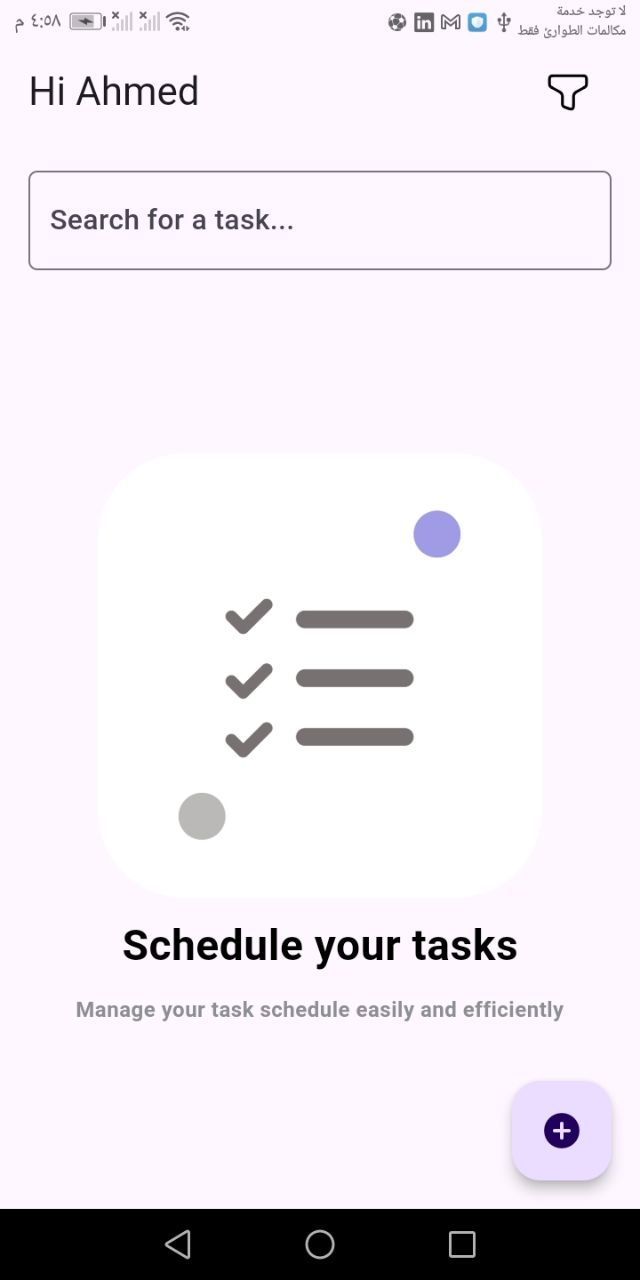 ٤:٥٨ م
لا توجد خدمة
مكالمات الطوارئ فقط
Hi Ahmed
Search for a task...
Schedule your tasks
Manage your task schedule easily and efficiently